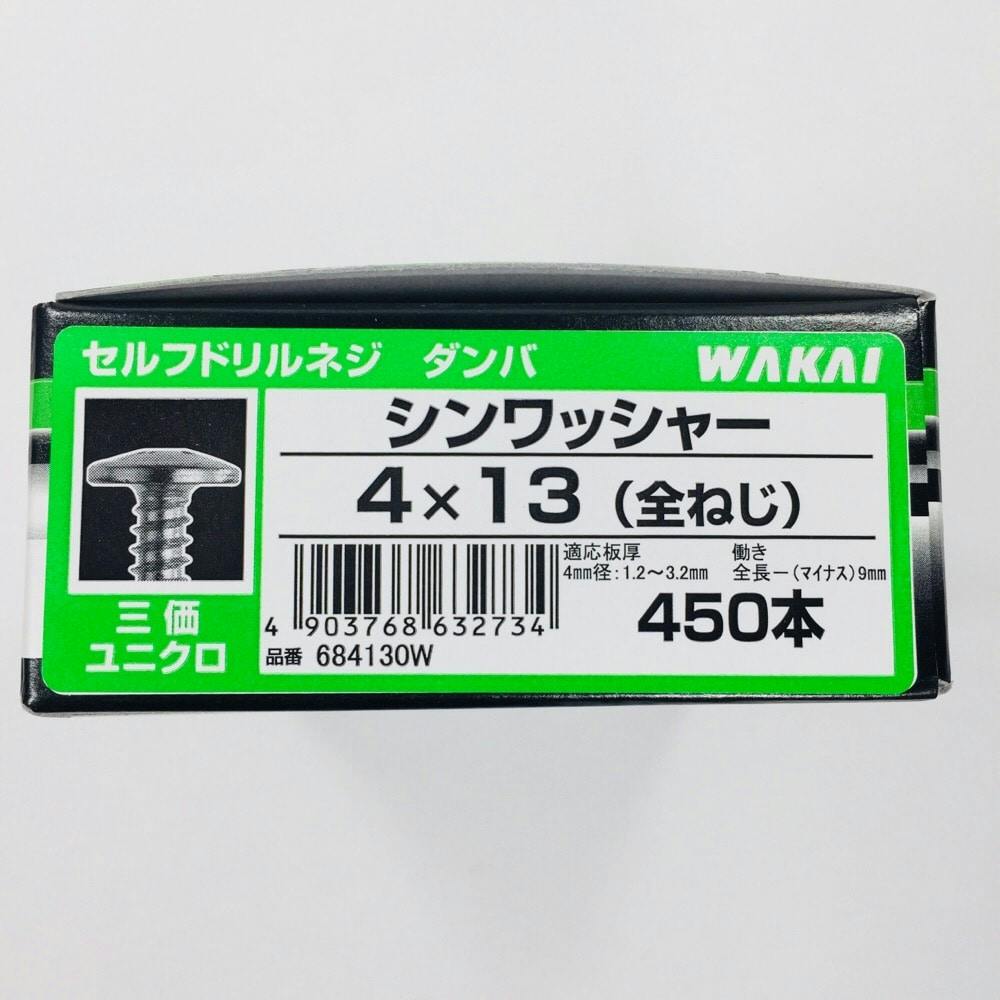 セルフドリルネジ　ダンバ
WAKAI
シンワッシャー
4×13（全ねじ）
三価
ユニクロ
適応板厚
4mm径：1.2～3.2mm
働き
全長ー（マイナス）9mm
4 903768 632734
450本
品番 684130W